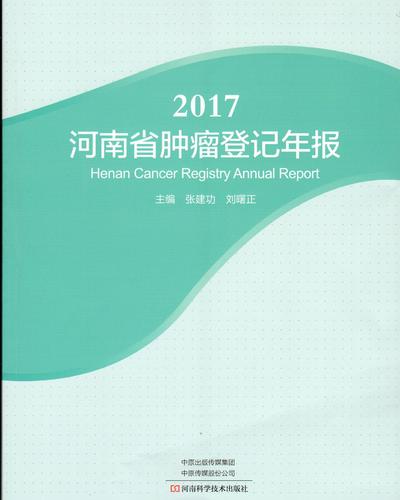 2017
河南省肿瘤登记年报
Henan Cancer Registry Annual Report
主编 张建功 刘曙正
中原出版传媒集团
中原传媒股份公司
河南科学技术出版社